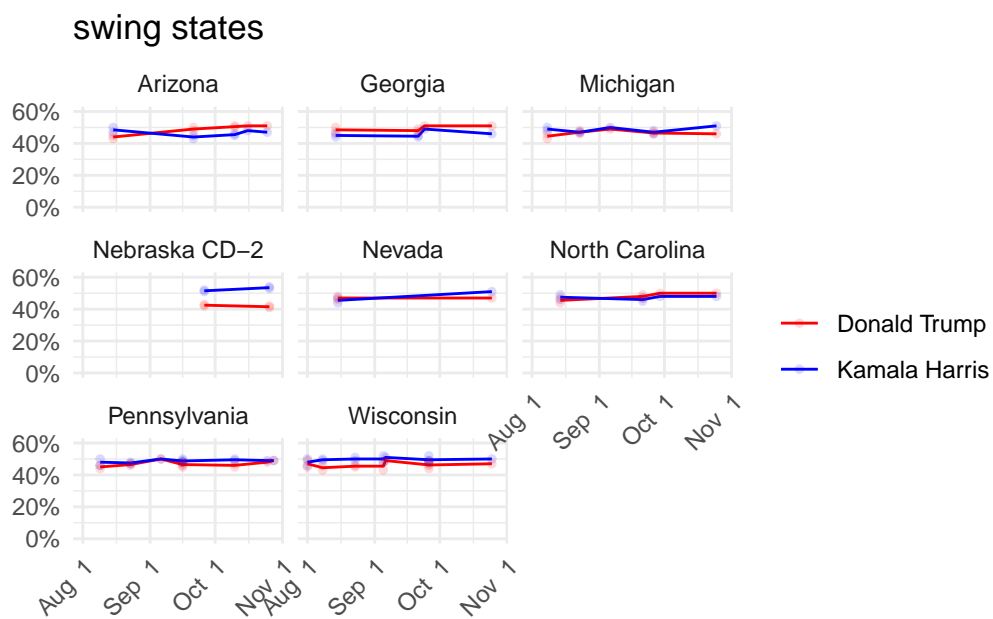 swing states
Arizona
Georgia
Michigan
60%
40%
20%
0%
Nebraska CD−2
Nevada
North Carolina
60%
40%
20%
0%
Donald Trump
Kamala Harris
Pennsylvania
Wisconsin
Aug 1
Sep 1
Oct 1
Nov 1
60%
40%
20%
0%
Aug 1
Sep 1
Oct 1
Nov 1
Aug 1
Sep 1
Oct 1
Nov 1